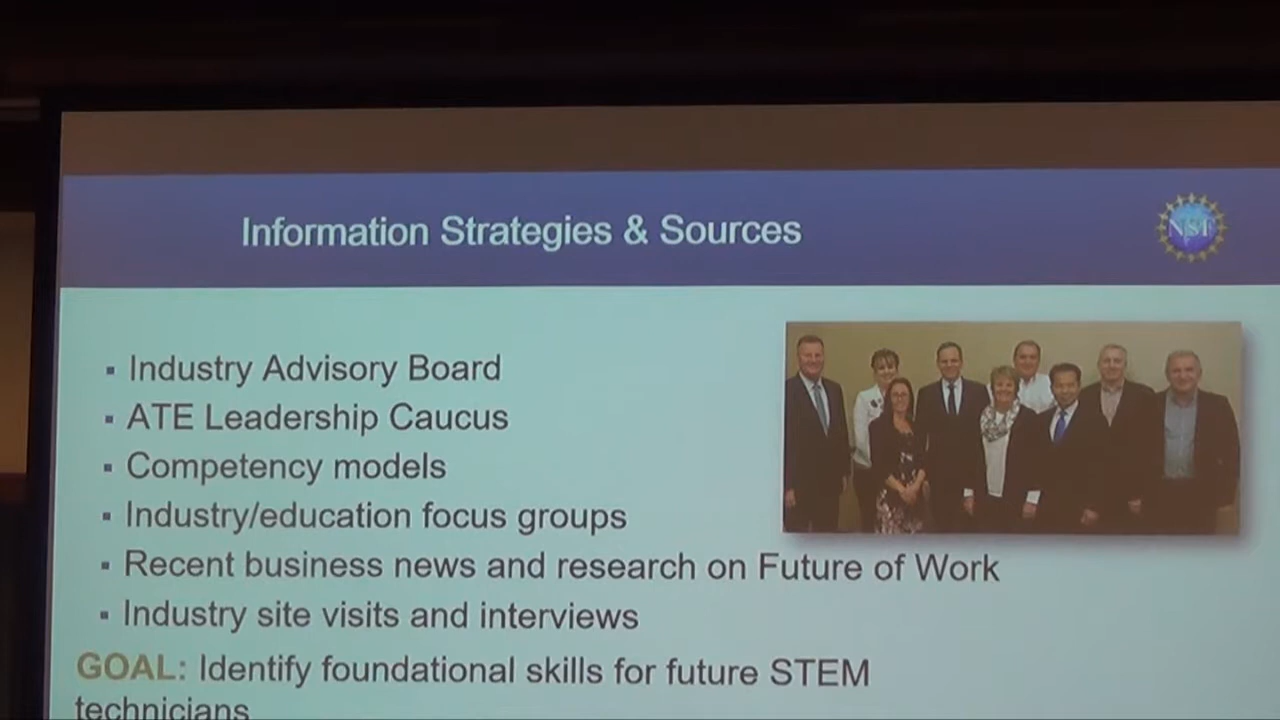 Information Strategies & Sources
NSF
▪ Industry Advisory Board
▪ ATE Leadership Caucus
▪ Competency models
▪ Industry/education focus groups
▪ Recent business news and research on Future of Work
▪ Industry site visits and interviews
GOAL: Identify foundational skills for future STEM
technicians